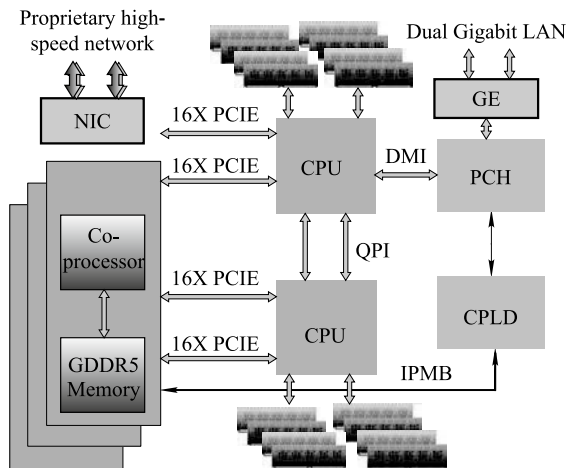 Proprietary high-
speed network
Dual Gigabit LAN
NIC
GE
16X PCIE
16X PCIE
CPU
DMI
PCH
Co-
processor
QPI
16X PCIE
CPU
CPLD
16X PCIE
GDDR5
Memory
IPMB